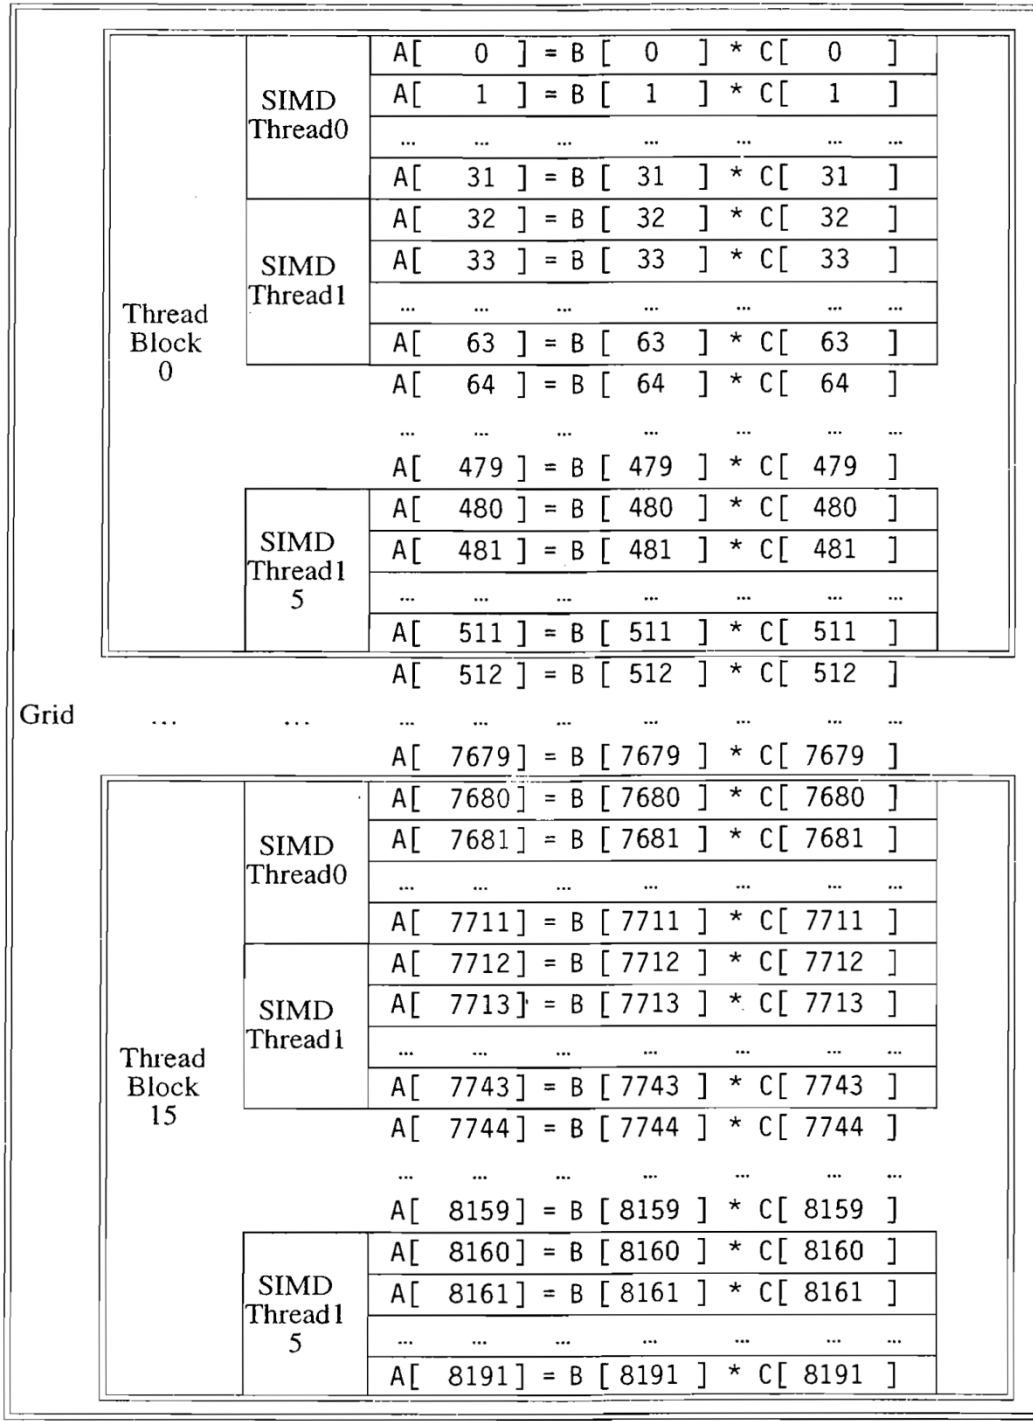 A[ 0 ] = B [ 0 ] * C[ 0 ]
SIMD Thread0
A[ 1 ] = B [ 1 ] * C[ 1 ]
... ... ... ... ... ... ...
A[ 31 ] = B [ 31 ] * C[ 31 ]
A[ 32 ] = B [ 32 ] * C[ 32 ]
SIMD Thread1
A[ 33 ] = B [ 33 ] * C[ 33 ]
... ... ... ... ... ... ...
Thread Block 0
A[ 63 ] = B [ 63 ] * C[ 63 ]
A[ 64 ] = B [ 64 ] * C[ 64 ]
... ... ... ... ... ... ...
A[ 479 ] = B [ 479 ] * C[ 479 ]
A[ 480 ] = B [ 480 ] * C[ 480 ]
SIMD Thread1 5
A[ 481 ] = B [ 481 ] * C[ 481 ]
... ... ... ... ... ... ...
A[ 511 ] = B [ 511 ] * C[ 511 ]
A[ 512 ] = B [ 512 ] * C[ 512 ]
Grid ... ... ... ... ... ... ... ... ...
A[ 7679] = B [ 7679 ] * C[ 7679 ]
A[ 7680] = B [ 7680 ] * C[ 7680 ]
SIMD Thread0
A[ 7681] = B [ 7681 ] * C[ 7681 ]
... ... ... ... ... ... ...
A[ 7711] = B [ 7711 ] * C[ 7711 ]
A[ 7712] = B [ 7712 ] * C[ 7712 ]
SIMD Thread1
A[ 7713] = B [ 7713 ] * C[ 7713 ]
... ... ... ... ... ... ...
Thread Block 15
A[ 7743] = B [ 7743 ] * C[ 7743 ]
A[ 7744] = B [ 7744 ] * C[ 7744 ]
... ... ... ... ... ... ...
A[ 8159] = B [ 8159 ] * C[ 8159 ]
A[ 8160] = B [ 8160 ] * C[ 8160 ]
SIMD Thread1 5
A[ 8161] = B [ 8161 ] * C[ 8161 ]
... ... ... ... ... ... ...
A[ 8191] = B [ 8191 ] * C[ 8191 ]